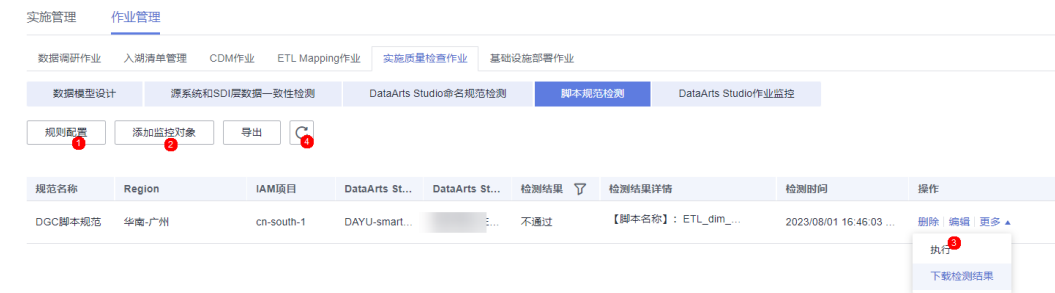 实施管理 作业管理
数据调研作业 入湖清单管理 CDM作业 ETL Mapping作业 实施质量检查作业 基础设施部署作业
数据模型设计 源系统和SDI层数据一致性检测 DataArts Studio命名规范检测 脚本规范检测 DataArts Studio作业监控
规则配置 添加监控对象 导出
1 2 4
规范名称 Region IAM项目 DataArts St... DataArts St... 检测结果 检测结果详情 检测时间 操作
DGC脚本规范 华南-广州 cn-south-1 DAYU-smart... 不通过 【脚本名称】：ETL_dim_... 2023/08/01 16:46:03 ... 删除 编辑 更多
执行 3
下载检测结果